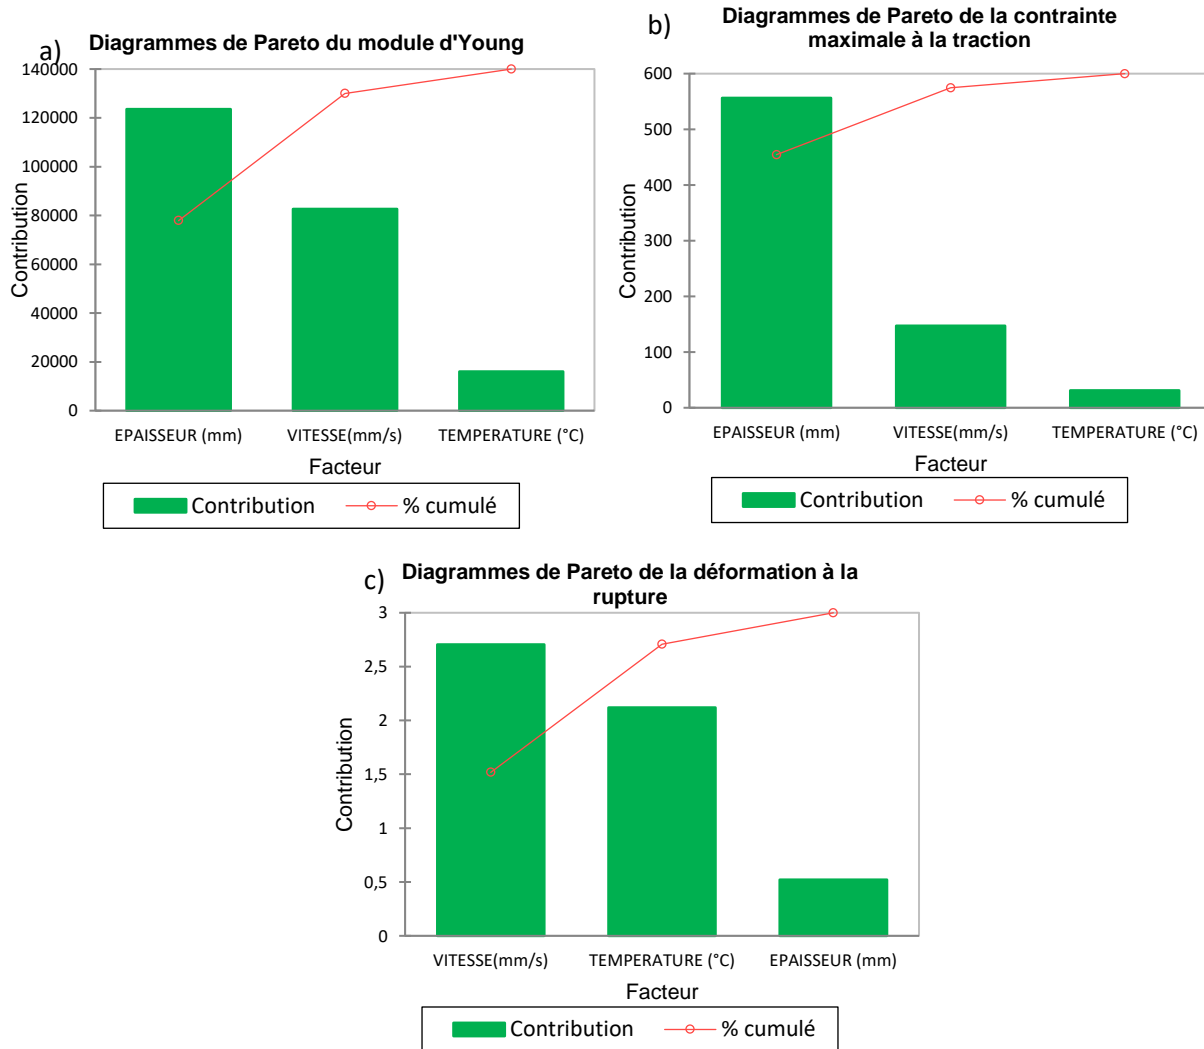 a)
Diagrammes de Pareto du module d'Young
140000
120000
100000
80000
60000
40000
20000
0
Contribution
EPAISSEUR (mm) VITESSE(mm/s) TEMPERATURE (°C)
Facteur
Contribution % cumulé
b)
Diagrammes de Pareto de la contrainte
maximale à la traction
600
500
400
300
200
100
0
Contribution
EPAISSEUR (mm) VITESSE(mm/s) TEMPERATURE (°C)
Facteur
Contribution % cumulé
c)
Diagrammes de Pareto de la déformation à la
rupture
3
2,5
2
1,5
1
0,5
0
Contribution
VITESSE(mm/s) TEMPERATURE (°C) EPAISSEUR (mm)
Facteur
Contribution % cumulé